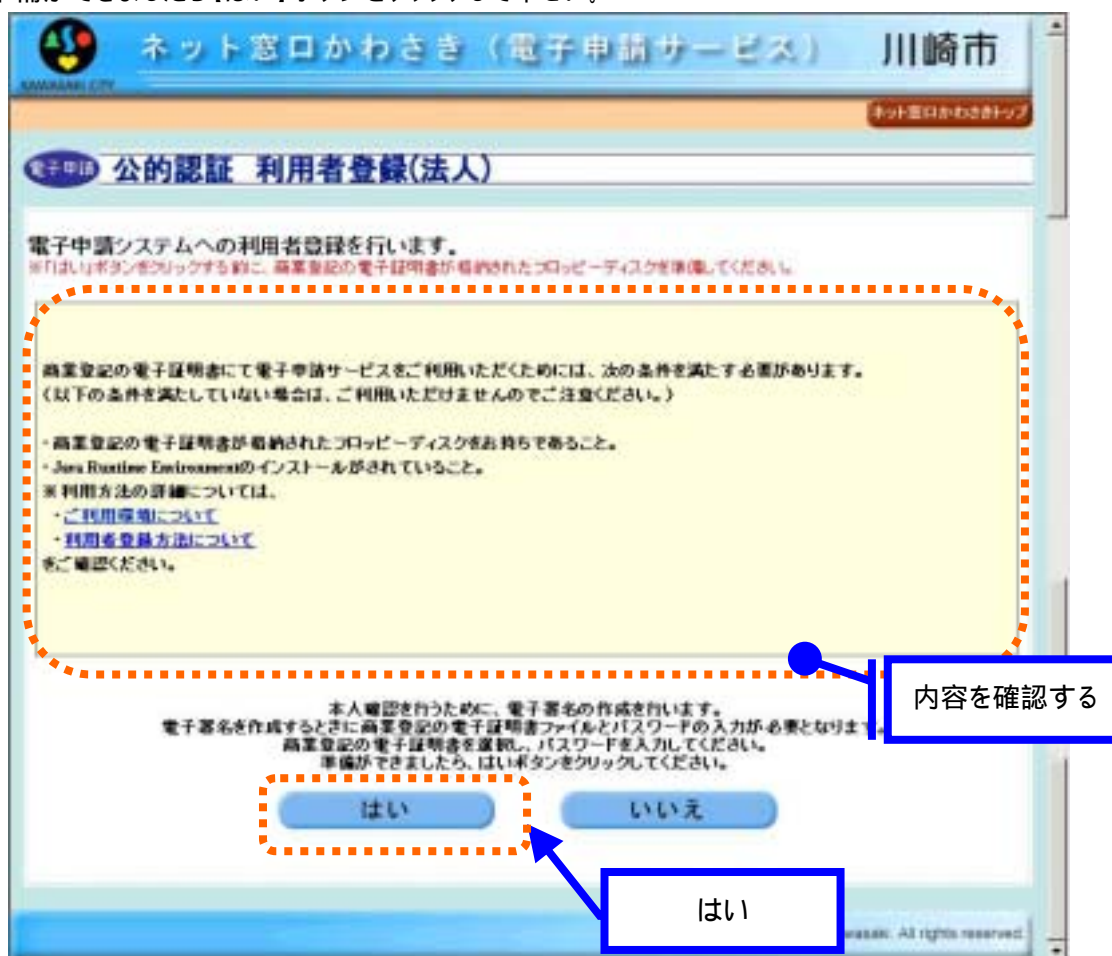 ネット窓口かわさき（電子申請サービス）
川崎市
KAWASAKI CITY
ネット窓口かわさきトップ
電子申請 公的認証 利用者登録(法人)
電子申請システムへの利用者登録を行います。
※「はい」ボタンをクリックする前に、商業登記の電子証明書が格納されたフロッピーディスクを準備してください。
商業登記の電子証明書にて電子申請サービスをご利用いただくためには、次の条件を満たす必要があります。
（以下の条件を満たしていない場合は、ご利用いただけませんのでご注意ください。）
・商業登記の電子証明書が格納されたフロッピーディスクをお持ちであること。
・Java Runtime Environmentのインストールがされていること。
※利用方法の詳細については、
・ご利用環境について
・利用者登録方法について
をご確認ください。
内容を確認する
本人確認を行うために、電子署名の作成を行います。
電子署名を作成するときに商業登記の電子証明書ファイルとパスワードの入力が必要となります。
商業登記の電子証明書を選択し、パスワードを入力してください。
準備ができましたら、はいボタンをクリックしてください。
はい
いいえ
はい
All rights reserved.